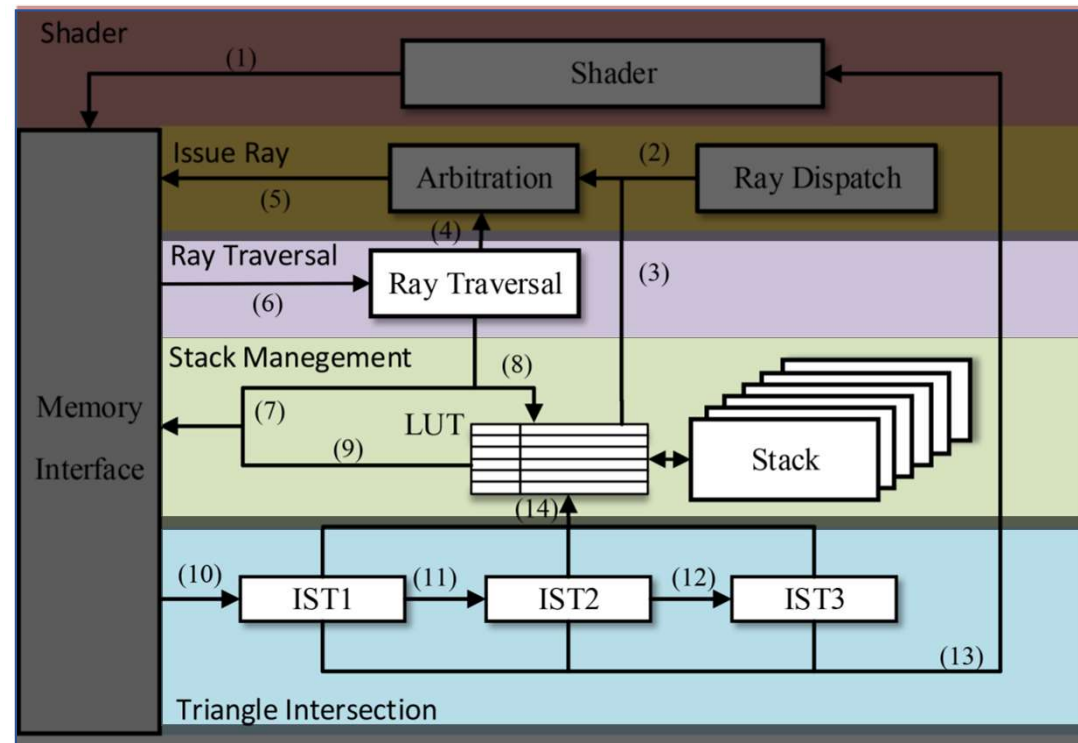 Shader
(1)
Shader
Issue Ray
Arbitration
(2)
Ray Dispatch
(5)
(4)
Ray Traversal
(6)
Ray Traversal
(3)
Stack Manegement
(8)
Memory
Interface
(7)
LUT
(9)
Stack
(14)
(10)
IST1
(11)
IST2
(12)
IST3
(13)
Triangle Intersection